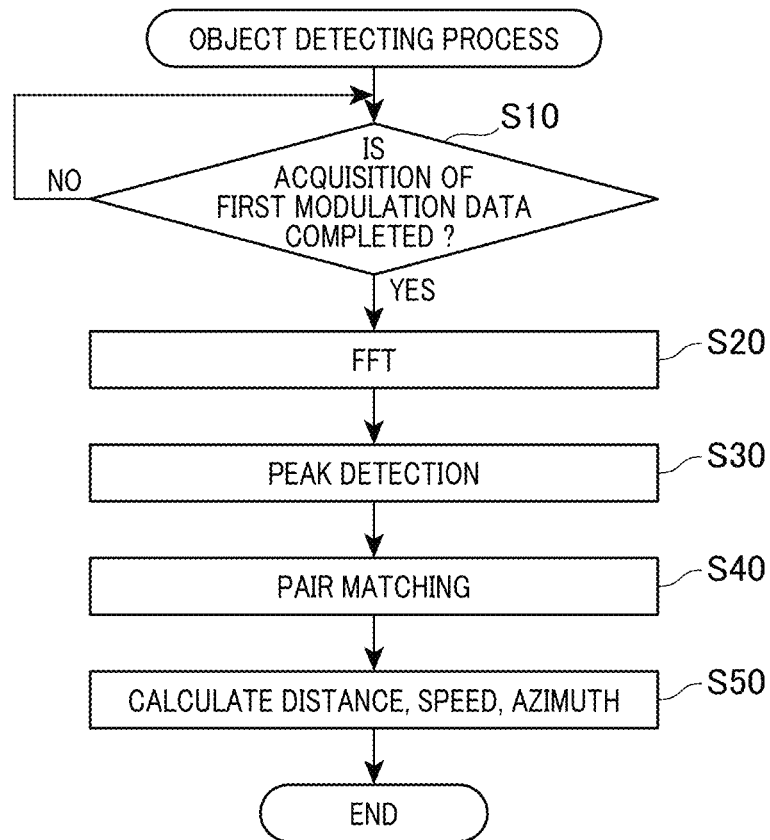 OBJECT DETECTING PROCESS
S10
IS
ACQUISITION OF
FIRST MODULATION DATA
COMPLETED ?
NO
YES
FFT
S20
PEAK DETECTION
S30
PAIR MATCHING
S40
CALCULATE DISTANCE, SPEED, AZIMUTH
S50
END